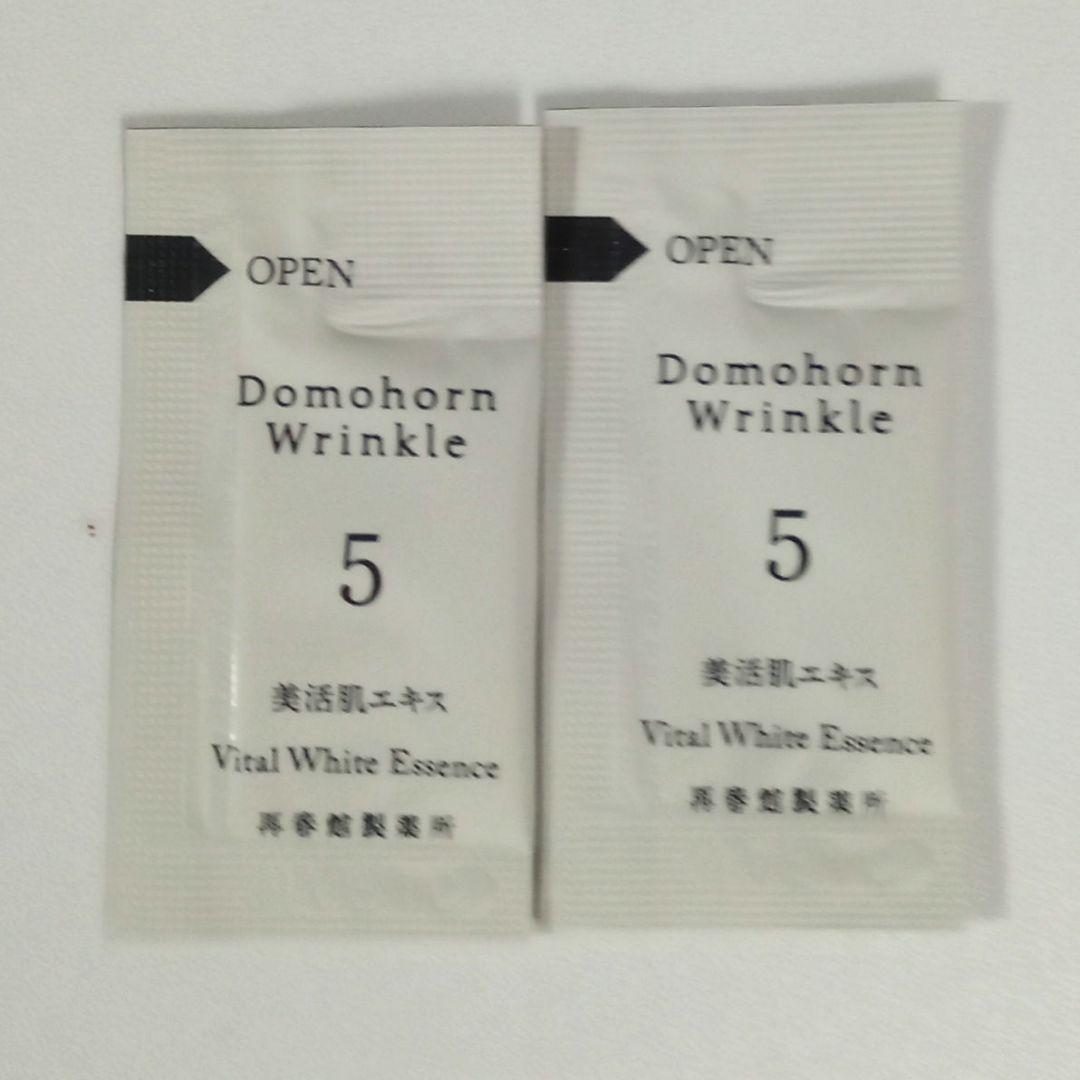 OPEN
Domohorn
Wrinkle
5
美活肌エキス
Vital White Essence
再春館製薬所
OPEN
Domohorn
Wrinkle
5
美活肌エキス
Vital White Essence
再春館製薬所